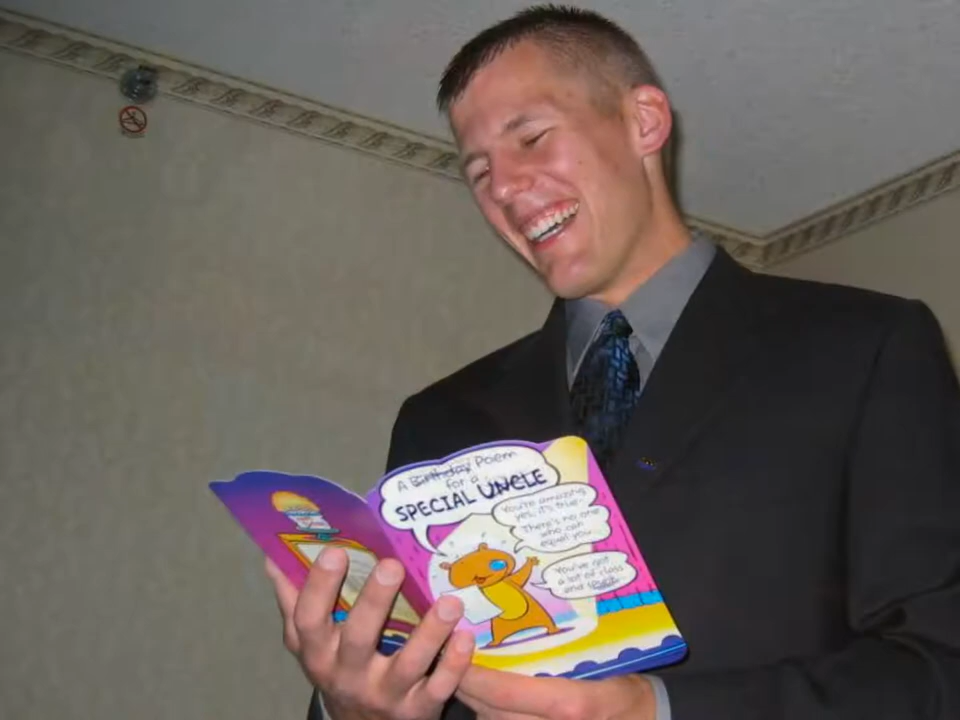 A Birthday Poem
for a
SPECIAL UNCLE
You're amazing,
yes, it's true-
There's no one
who can
equal you...
You've got
a lot of class
and